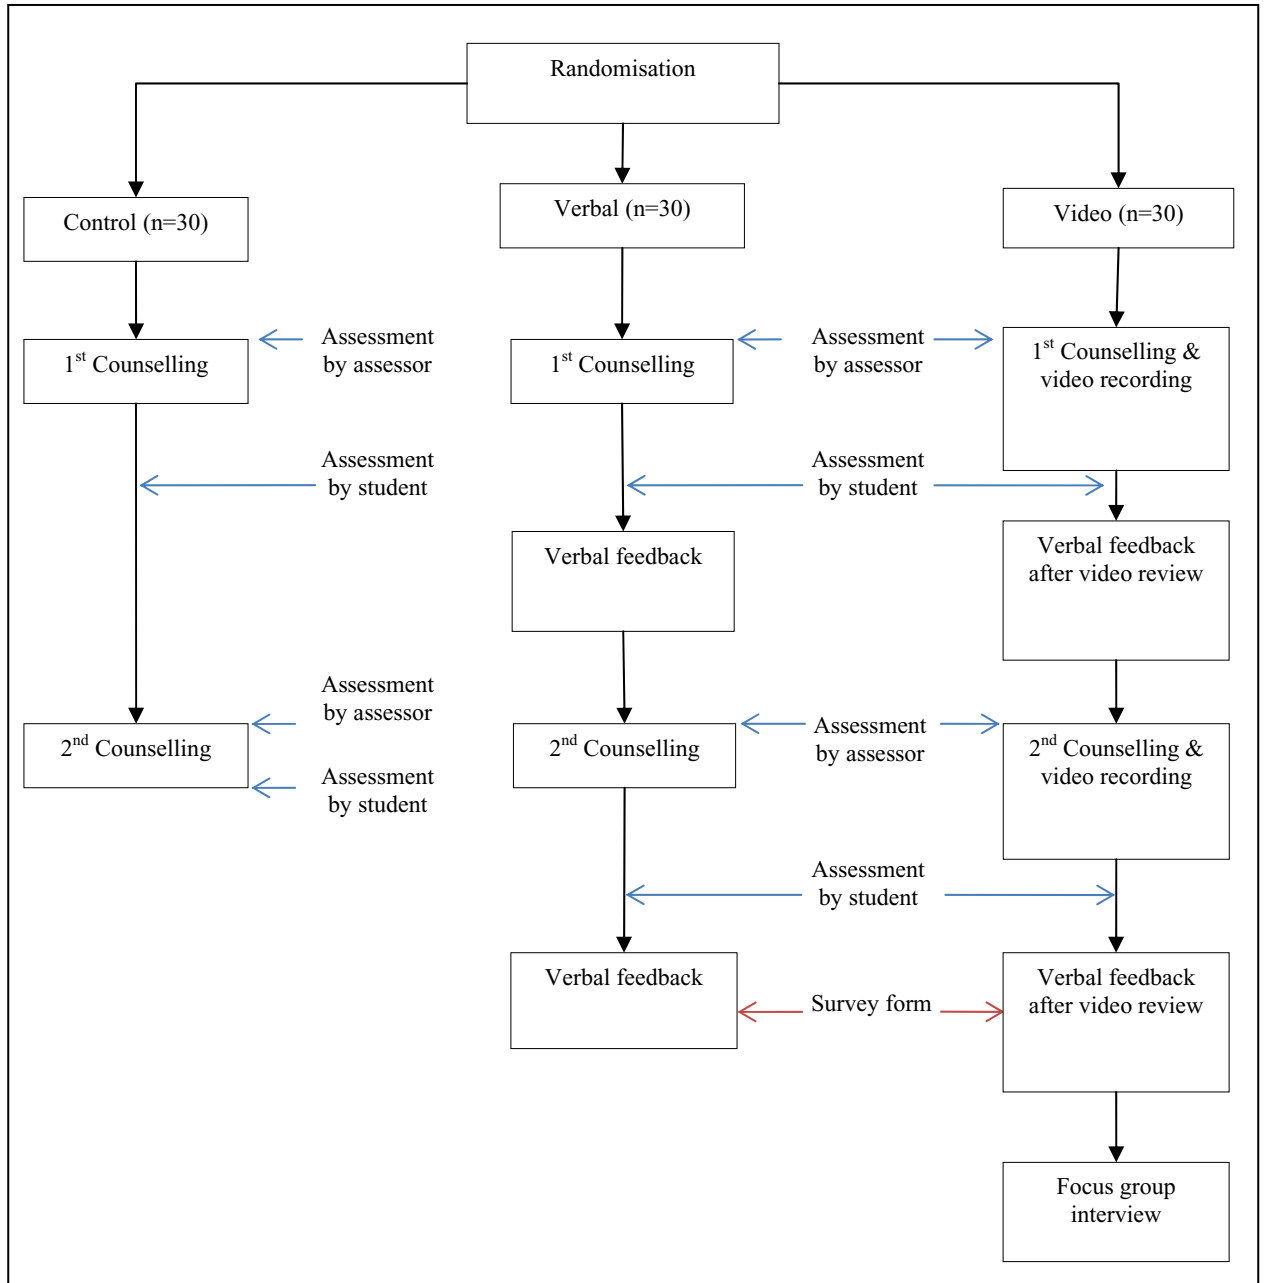 Randomisation
Control (n=30)
Verbal (n=30)
Video (n=30)
1st Counselling
Assessment
by assessor
1st Counselling
Assessment
by assessor
1st Counselling &
video recording
Assessment
by student
Assessment
by student
Verbal feedback
Verbal feedback
after video review
Assessment
by assessor
2nd Counselling
Assessment
by student
2nd Counselling
Assessment
by assessor
2nd Counselling &
video recording
Assessment
by student
Verbal feedback
Survey form
Verbal feedback
after video review
Focus group
interview